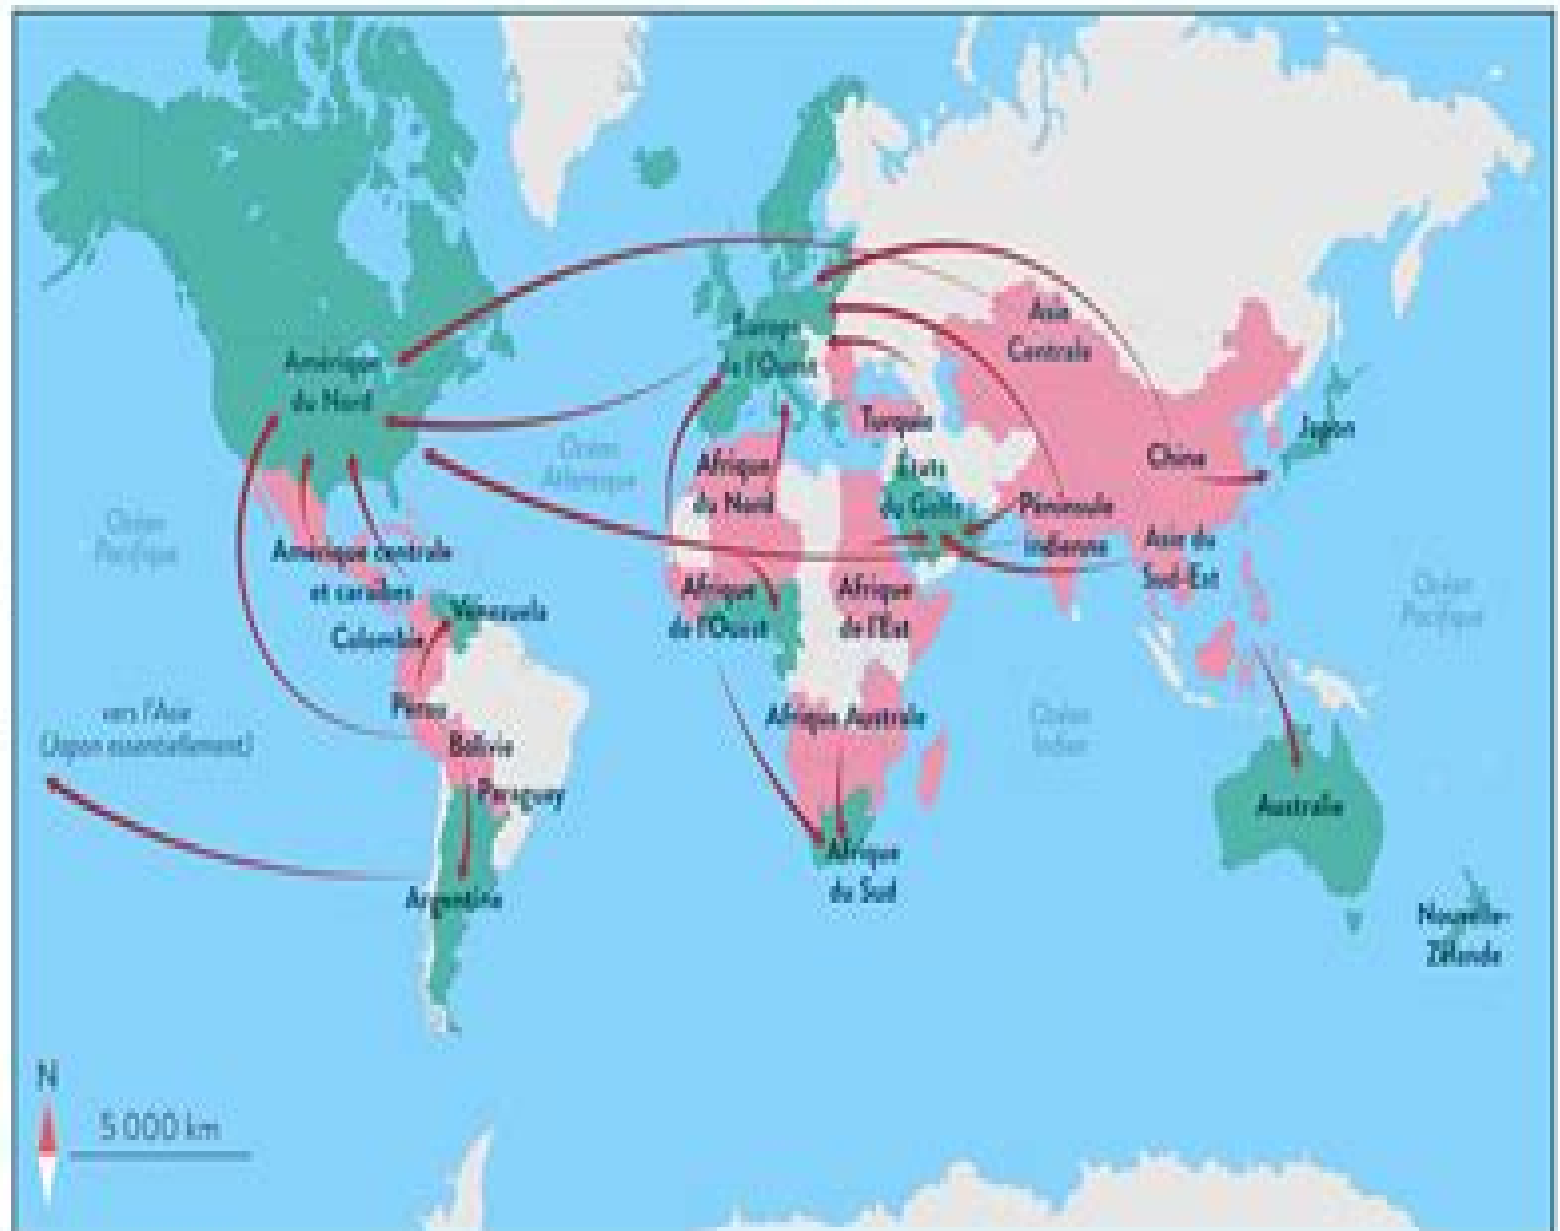 Amérique
du Nord
Europe
de l'Ouest
Asie
Centrale
Turquie
Chine
Japon
Océan
Atlantique
Afrique
du Nord
États
du Golfe
Péninsule
indienne
Asie du
Sud-Est
Océan
Pacifique
Amérique centrale
et caraïbes
Venezuela
Colombie
Afrique
de l'Ouest
Afrique
de l'Est
Océan
Pacifique
Pérou
Bolivie
Paraguay
Argentine
vers l'Asie
(Japon essentiellement)
Afrique Australe
Océan
Indien
Afrique
du Sud
Australie
Nouvelle-
Zélande
N
5 000 km